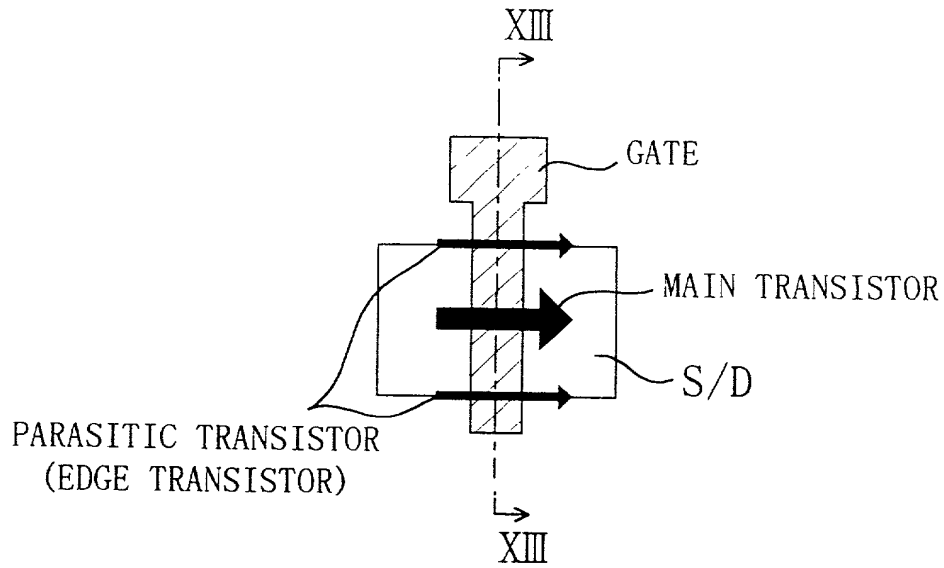 XIII
GATE
MAIN TRANSISTOR
S/D
PARASITIC TRANSISTOR
(EDGE TRANSISTOR)
XIII